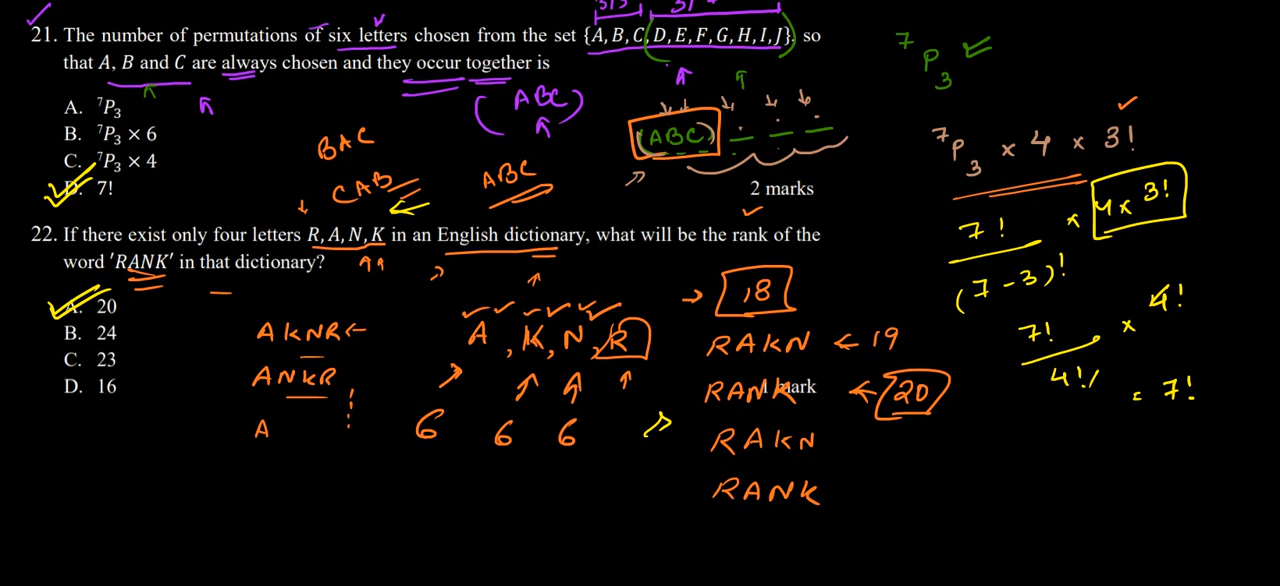 3P3 3! 
21. The number of permutations of six letters chosen from the set {A, B, C, D, E, F, G, H, I, J}, so
that A, B and C are always chosen and they occur together is
A. ⁷P₃
B. ⁷P₃ × 6
C. ⁷P₃ × 4
D. 7!
2 marks
(ABC)
BAC
CAB
ABC
(ABC)
⁷P₃
⁷P₃ × 4 × 3!
7! / (7-3)! × 4 × 3!
7! / 4! × 4!
= 7!
22. If there exist only four letters R, A, N, K in an English dictionary, what will be the rank of the
word 'RANK' in that dictionary?
A. 20
B. 24
C. 23
D. 16
mark
AKNR
ANKR
A
A, K, N, R
6 6 6
18
RAKN ← 19
RANK ← 20
RAKN
RANK